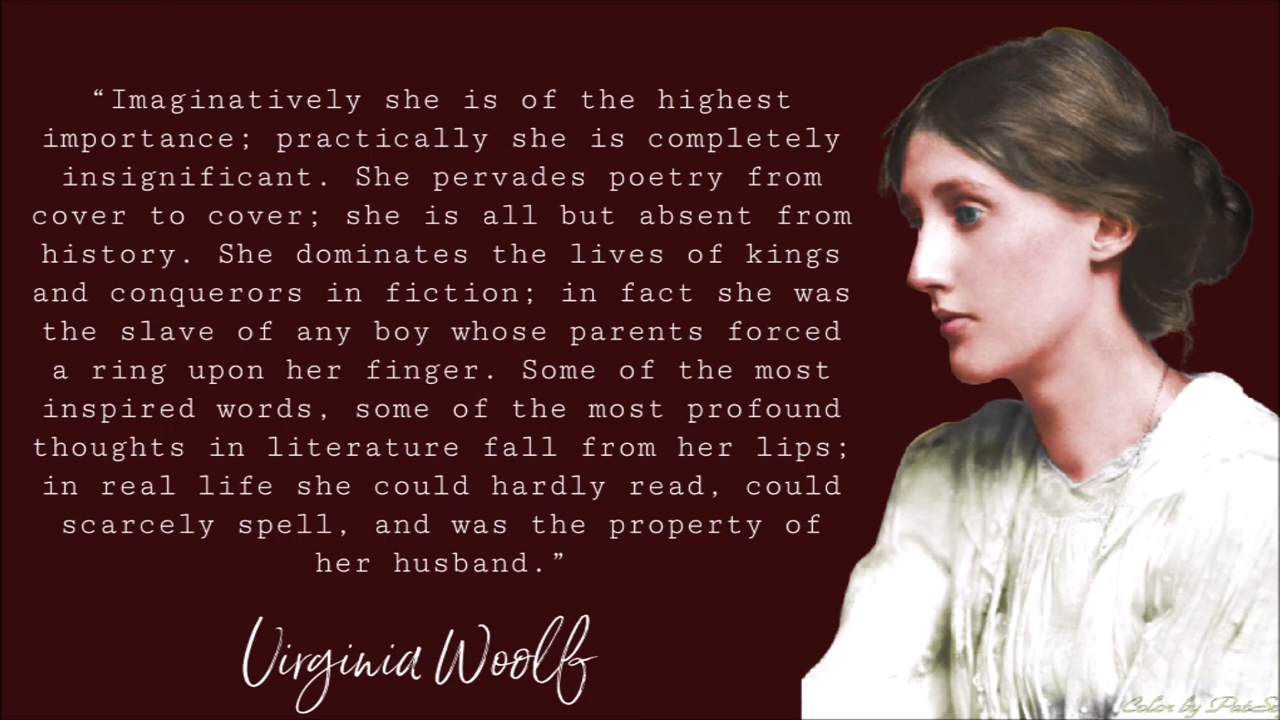 “Imaginatively she is of the highest
importance; practically she is completely
insignificant. She pervades poetry from
cover to cover; she is all but absent from
history. She dominates the lives of kings
and conquerors in fiction; in fact she was
the slave of any boy whose parents forced
a ring upon her finger. Some of the most
inspired words, some of the most profound
thoughts in literature fall from her lips;
in real life she could hardly read, could
scarcely spell, and was the property of
her husband.”
Virginia Woolf
Color by